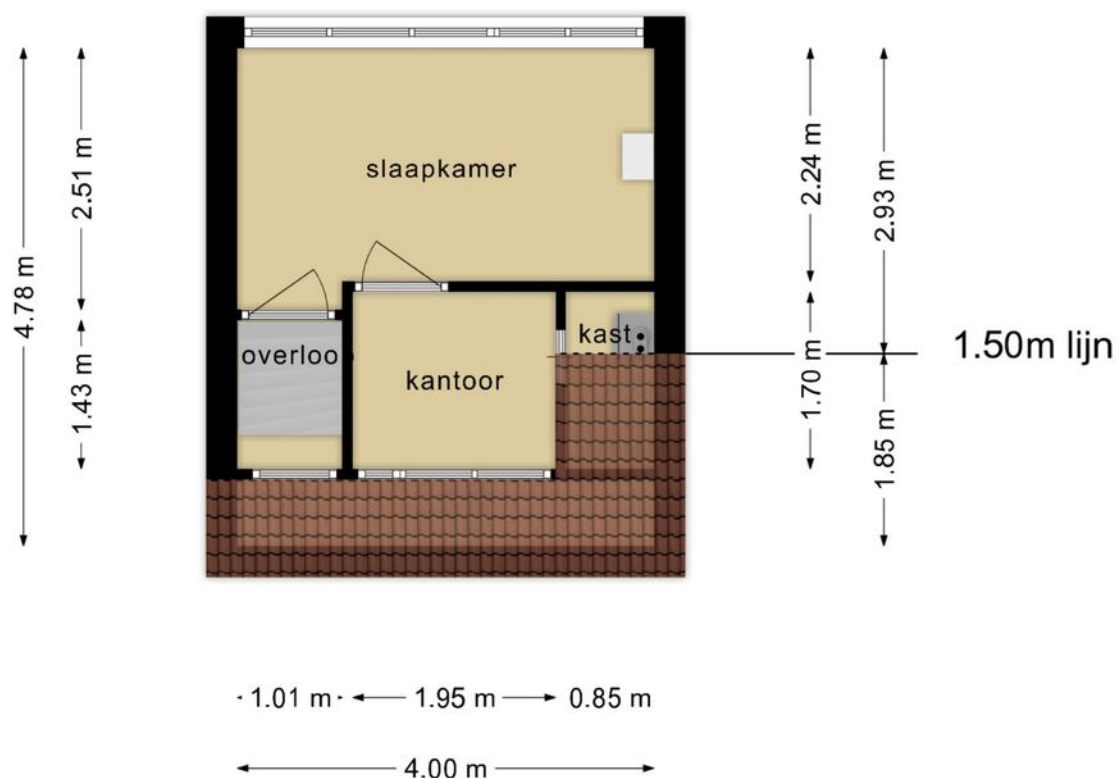 slaapkamer
overloo
kantoor
kast
1.50m lijn
4.78 m
2.51 m
1.43 m
2.24 m
1.70 m
2.93 m
1.85 m
1.01 m
1.95 m
0.85 m
4.00 m